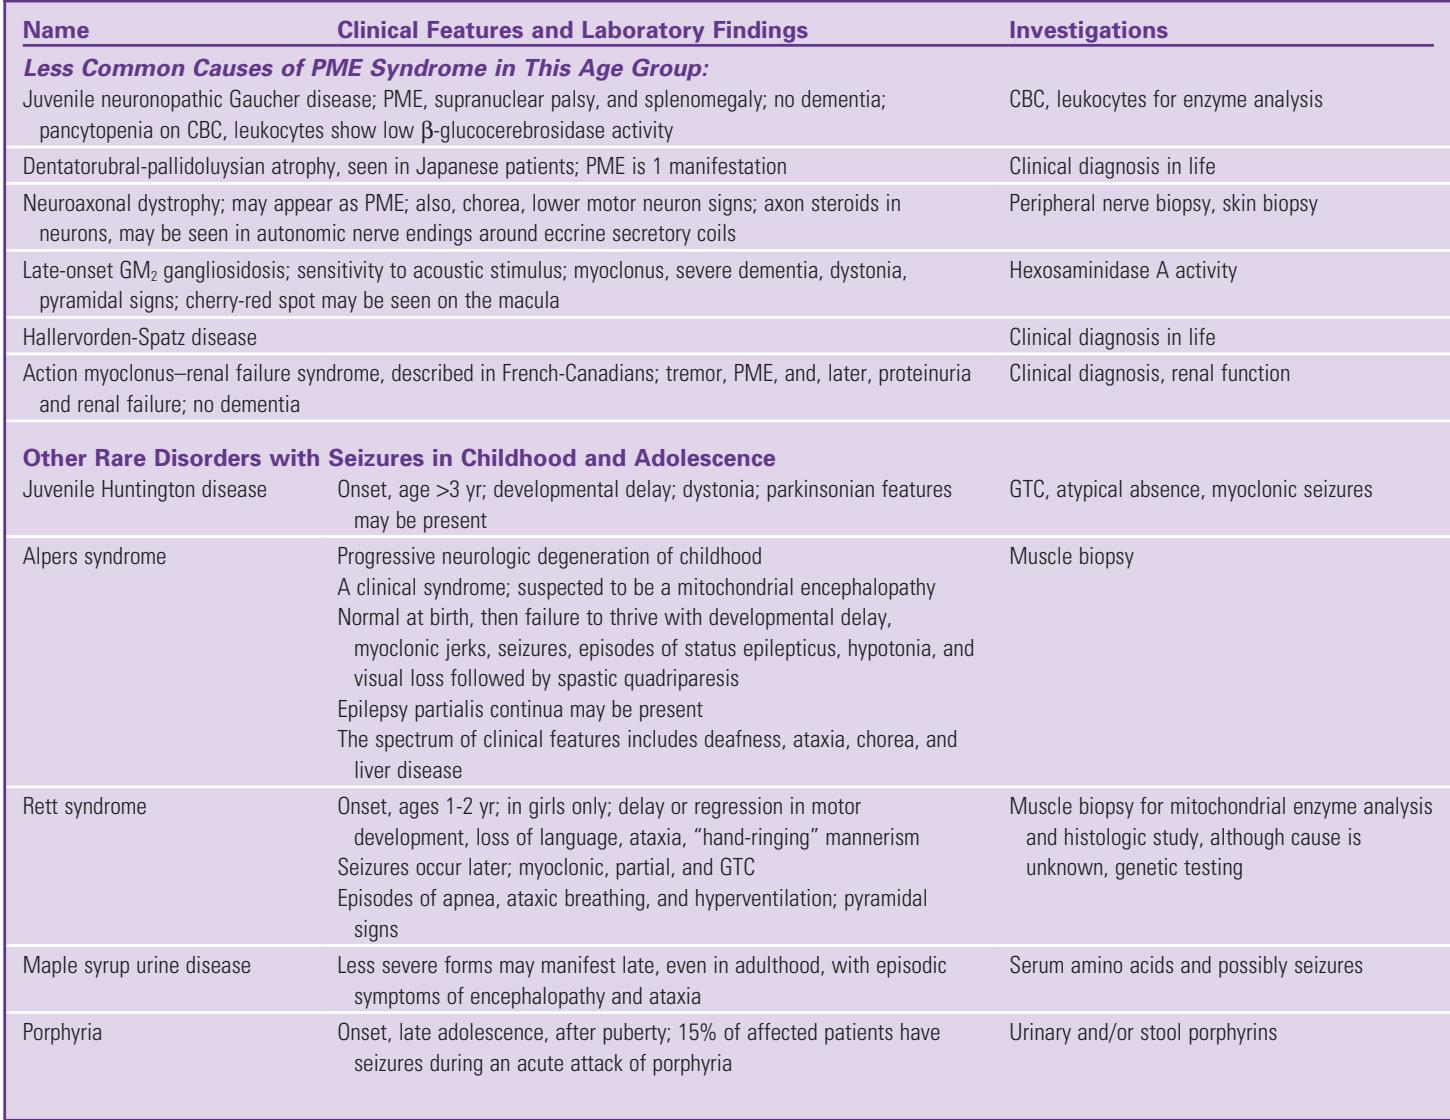 Name Clinical Features and Laboratory Findings Investigations
Less Common Causes of PME Syndrome in This Age Group:
Juvenile neuronopathic Gaucher disease; PME, supranuclear palsy, and splenomegaly; no dementia; CBC, leukocytes for enzyme analysis
pancytopenia on CBC, leukocytes show low β-glucocerebrosidase activity
Dentatorubral-pallidoluysian atrophy, seen in Japanese patients; PME is 1 manifestation Clinical diagnosis in life
Neuroaxonal dystrophy; may appear as PME; also, chorea, lower motor neuron signs; axon steroids in Peripheral nerve biopsy, skin biopsy
neurons, may be seen in autonomic nerve endings around eccrine secretory coils
Late-onset GM₂ gangliosidosis; sensitivity to acoustic stimulus; myoclonus, severe dementia, dystonia, Hexosaminidase A activity
pyramidal signs; cherry-red spot may be seen on the macula
Hallervorden-Spatz disease Clinical diagnosis in life
Action myoclonus–renal failure syndrome, described in French-Canadians; tremor, PME, and, later, proteinuria Clinical diagnosis, renal function
and renal failure; no dementia
Other Rare Disorders with Seizures in Childhood and Adolescence
Juvenile Huntington disease Onset, age >3 yr; developmental delay; dystonia; parkinsonian features GTC, atypical absence, myoclonic seizures
may be present
Alpers syndrome Progressive neurologic degeneration of childhood Muscle biopsy
A clinical syndrome; suspected to be a mitochondrial encephalopathy
Normal at birth, then failure to thrive with developmental delay,
myoclonic jerks, seizures, episodes of status epilepticus, hypotonia, and
visual loss followed by spastic quadriparesis
Epilepsy partialis continua may be present
The spectrum of clinical features includes deafness, ataxia, chorea, and
liver disease
Rett syndrome Onset, ages 1-2 yr; in girls only; delay or regression in motor Muscle biopsy for mitochondrial enzyme analysis
development, loss of language, ataxia, “hand-ringing” mannerism and histologic study, although cause is
Seizures occur later; myoclonic, partial, and GTC unknown, genetic testing
Episodes of apnea, ataxic breathing, and hyperventilation; pyramidal
signs
Maple syrup urine disease Less severe forms may manifest late, even in adulthood, with episodic Serum amino acids and possibly seizures
symptoms of encephalopathy and ataxia
Porphyria Onset, late adolescence, after puberty; 15% of affected patients have Urinary and/or stool porphyrins
seizures during an acute attack of porphyria